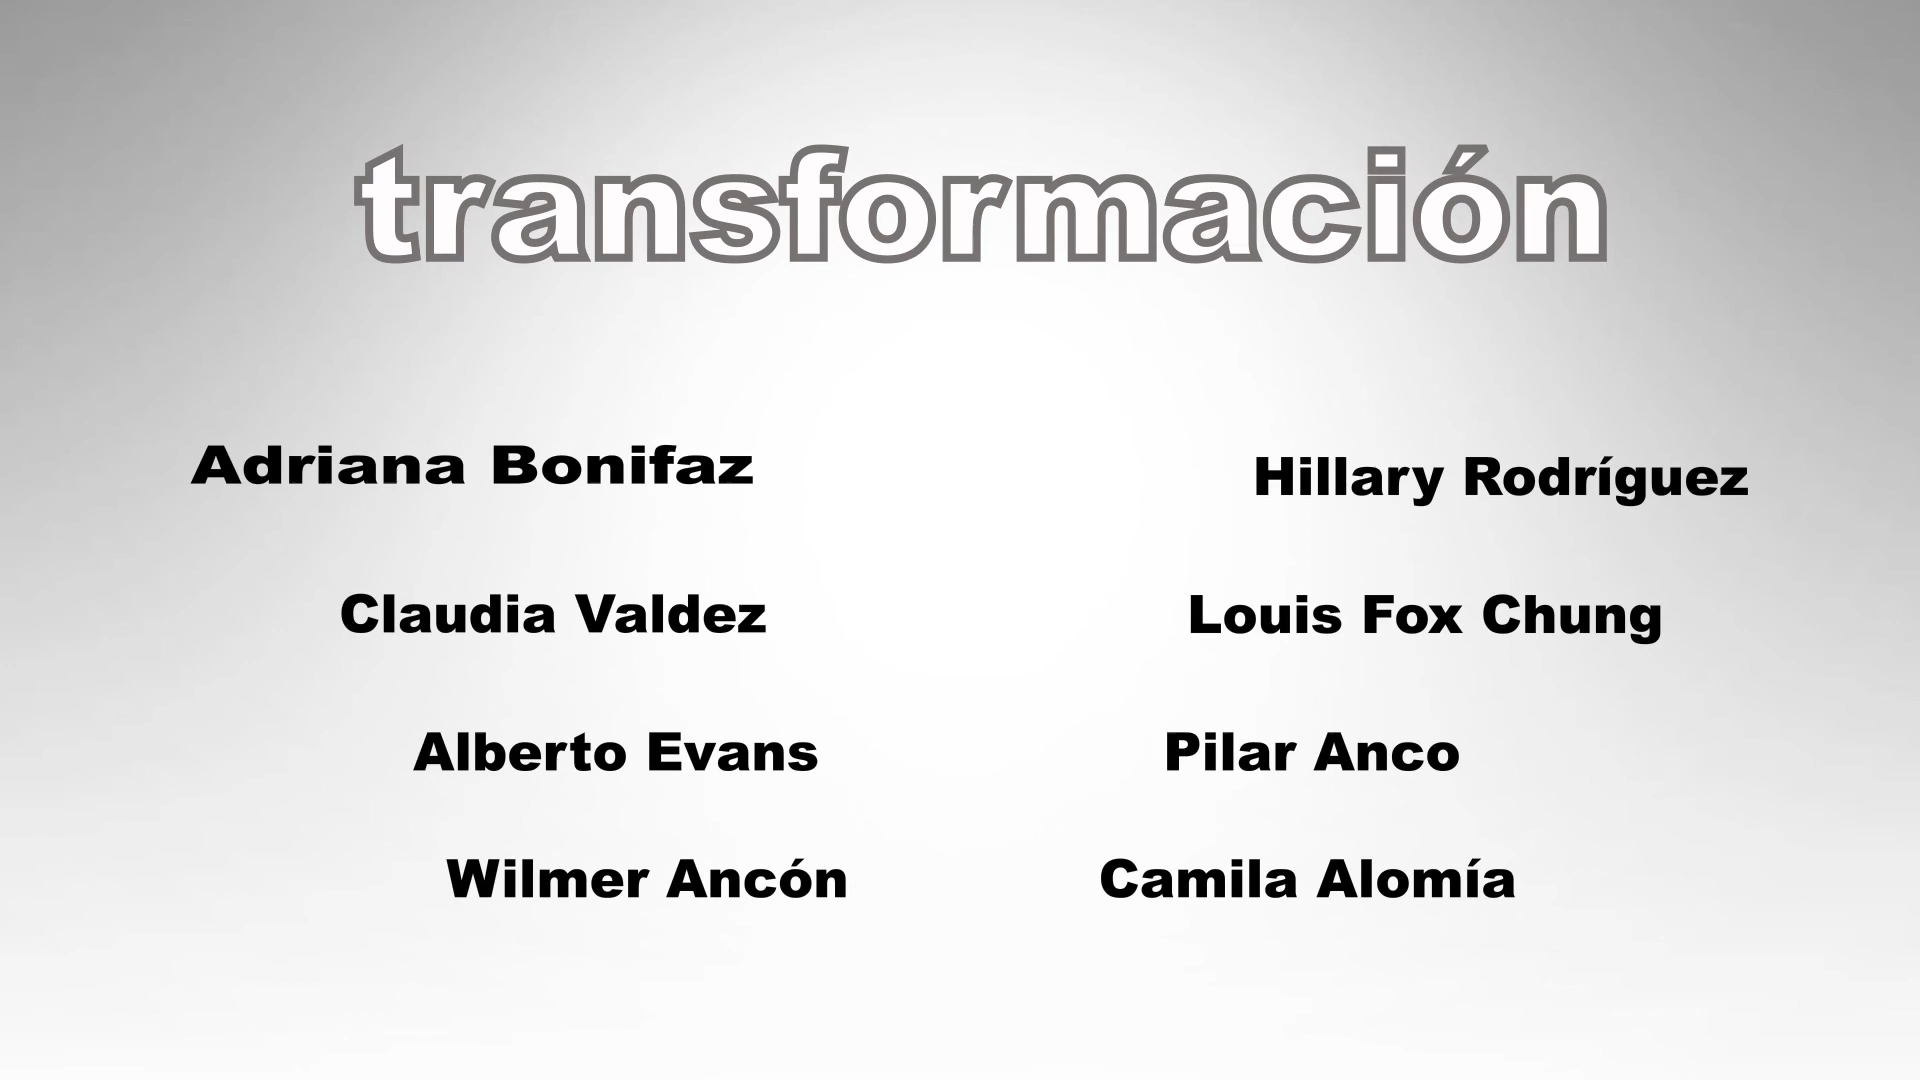 transformación
Adriana Bonifaz
Hillary Rodríguez
Claudia Valdez
Louis Fox Chung
Alberto Evans
Pilar Anco
Wilmer Ancón
Camila Alomía